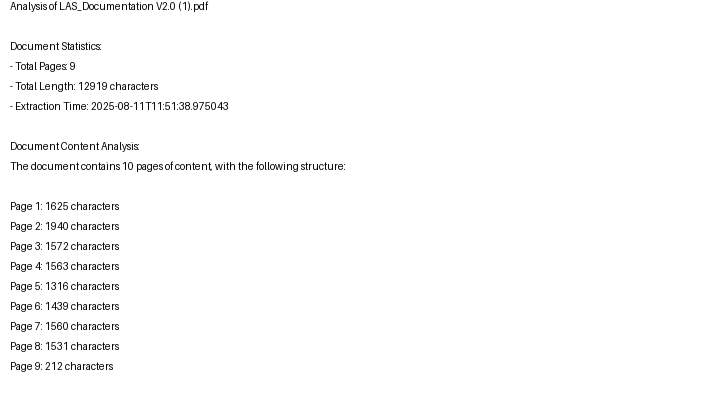 Analysis of LAS_Documentation V2.0 (1).pdf
Document Statistics:
- Total Pages: 9
- Total Length: 12919 characters
- Extraction Time: 2025-08-11T11:51:38.975043
Document Content Analysis:
The document contains 10 pages of content, with the following structure:
Page 1: 1625 characters
Page 2: 1940 characters
Page 3: 1572 characters
Page 4: 1563 characters
Page 5: 1316 characters
Page 6: 1439 characters
Page 7: 1560 characters
Page 8: 1531 characters
Page 9: 212 characters